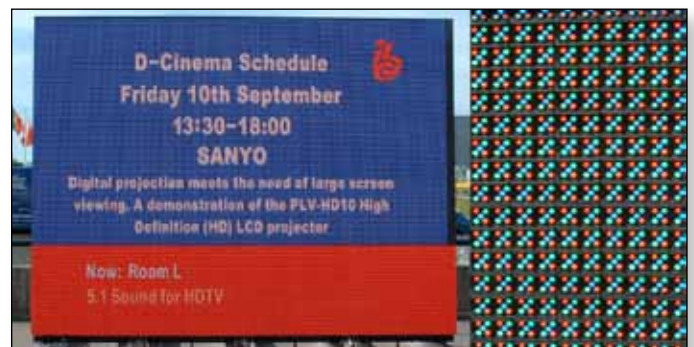 D-Cinema Schedule
Friday 10th September
13:30-18:00
SANYO
Digital projection meets the need of large screen
viewing. A demonstration of the PLV-HD10 High
Definition (HD) LCD projector
Now: Room L
5.1 Sound for HDTV